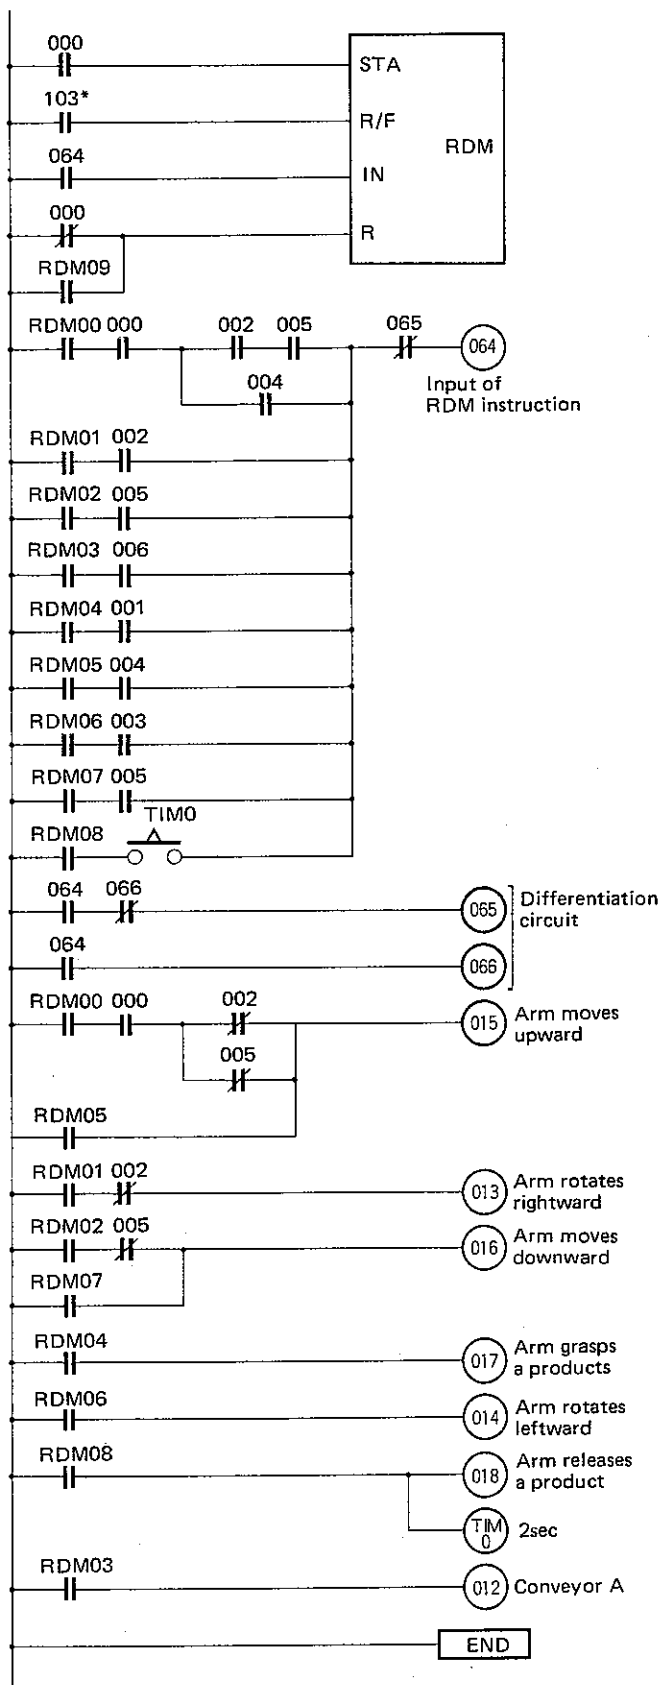 000
STA
103*
R/F
RDM
064
IN
000
R
RDM09
RDM00 000 002 005 065
064
004
Input of
RDM instruction
RDM01 002
RDM02 005
RDM03 006
RDM04 001
RDM05 004
RDM06 003
RDM07 005
TIM0
RDM08
064 066
065
Differentiation
circuit
064
066
RDM00 000 002
015
Arm moves
upward
005
RDM05
RDM01 002
013
Arm rotates
rightward
RDM02 005
016
Arm moves
downward
RDM07
RDM04
017
Arm grasps
a products
RDM06
014
Arm rotates
leftward
RDM08
018
Arm releases
a product
TIM
0
2sec
RDM03
012
Conveyor A
END